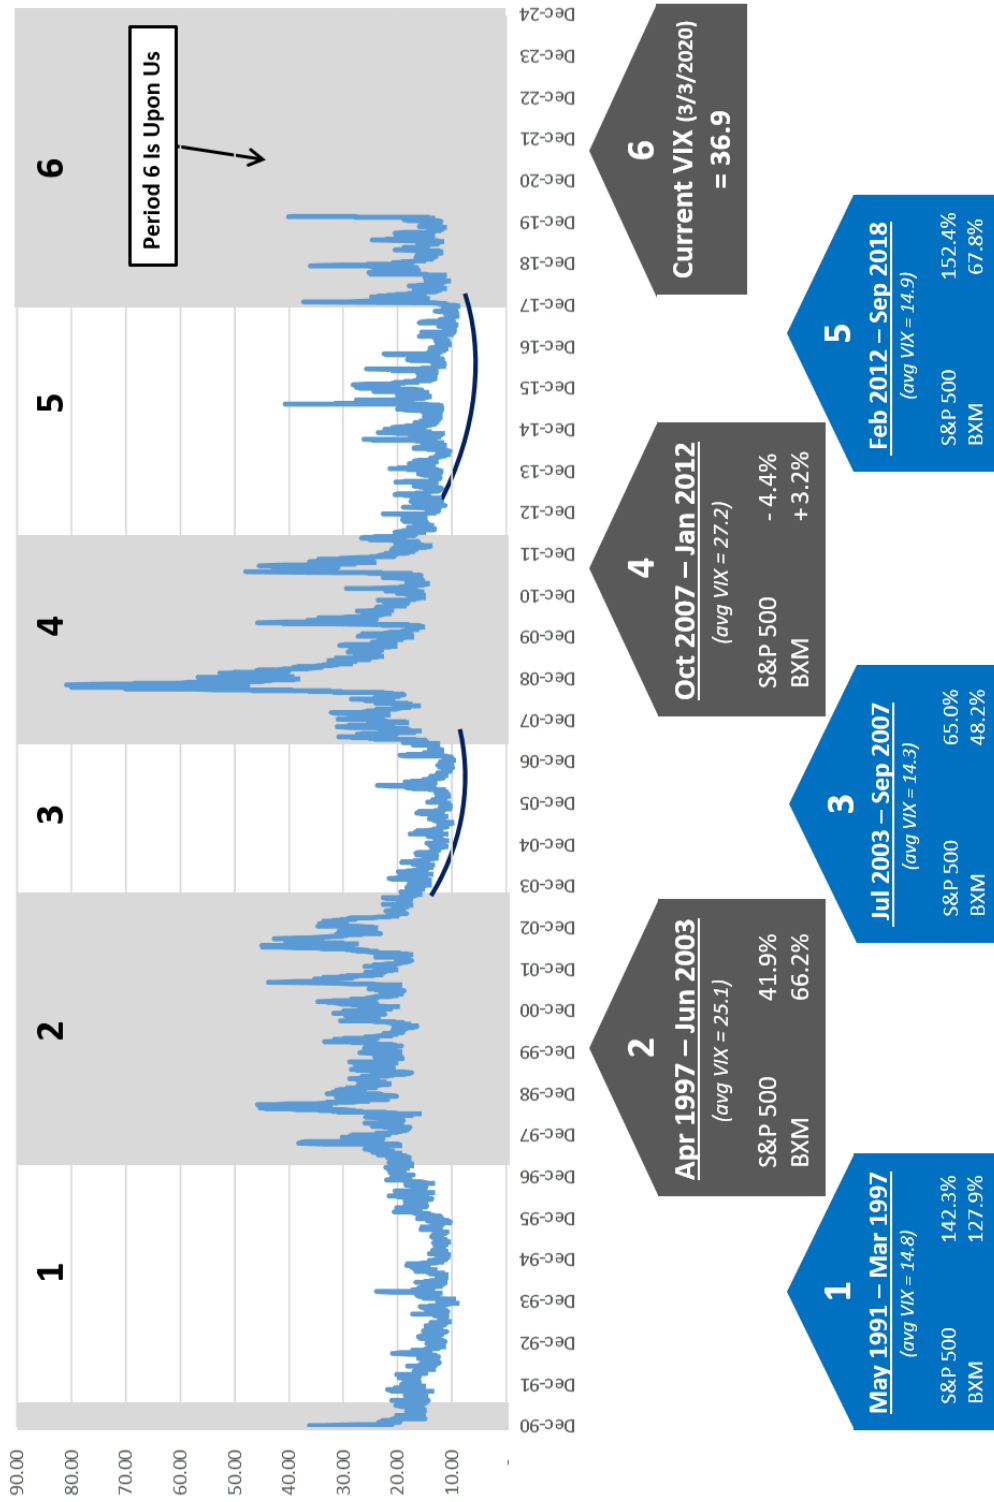 1
2
3
4
5
6
Period 6 Is Upon Us
90.00
80.00
70.00
60.00
50.00
40.00
30.00
20.00
10.00
-
Dec-90
Dec-91
Dec-92
Dec-93
Dec-94
Dec-95
Dec-96
Dec-97
Dec-98
Dec-99
Dec-00
Dec-01
Dec-02
Dec-03
Dec-04
Dec-05
Dec-06
Dec-07
Dec-08
Dec-09
Dec-10
Dec-11
Dec-12
Dec-13
Dec-14
Dec-15
Dec-16
Dec-17
Dec-18
Dec-19
Dec-20
Dec-21
Dec-22
Dec-23
Dec-24
1
May 1991 – Mar 1997
(avg VIX = 14.8)
S&P 500 142.3%
BXM 127.9%
2
Apr 1997 – Jun 2003
(avg VIX = 25.1)
S&P 500 41.9%
BXM 66.2%
3
Jul 2003 – Sep 2007
(avg VIX = 14.3)
S&P 500 65.0%
BXM 48.2%
4
Oct 2007 – Jan 2012
(avg VIX = 27.2)
S&P 500 - 4.4%
BXM +3.2%
5
Feb 2012 – Sep 2018
(avg VIX = 14.9)
S&P 500 152.4%
BXM 67.8%
6
Current VIX (3/3/2020)
= 36.9